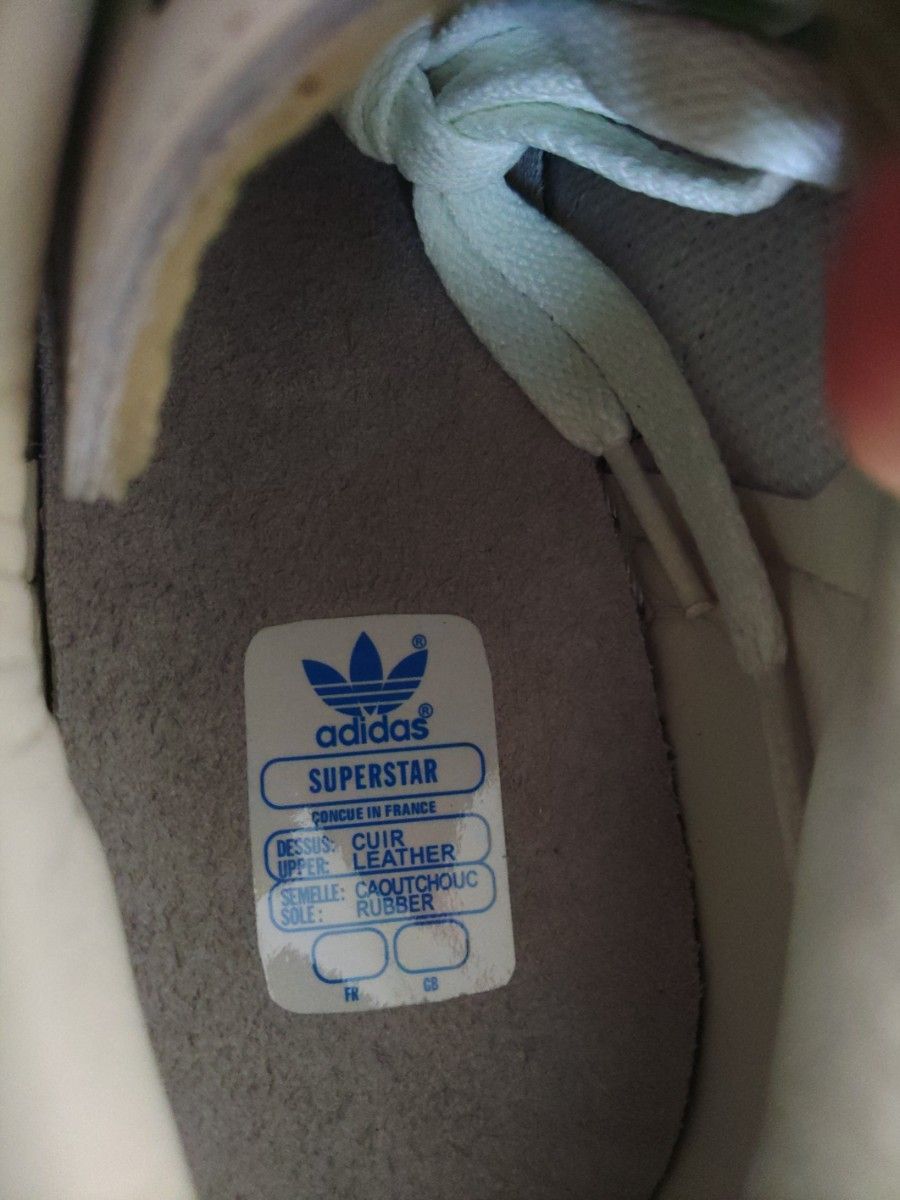 ®
adidas®
SUPERSTAR
CONCUE IN FRANCE
DESSUS: CUIR
UPPER: LEATHER
SEMELLE: CAOUTCHOUC
SOLE: RUBBER
FR GB